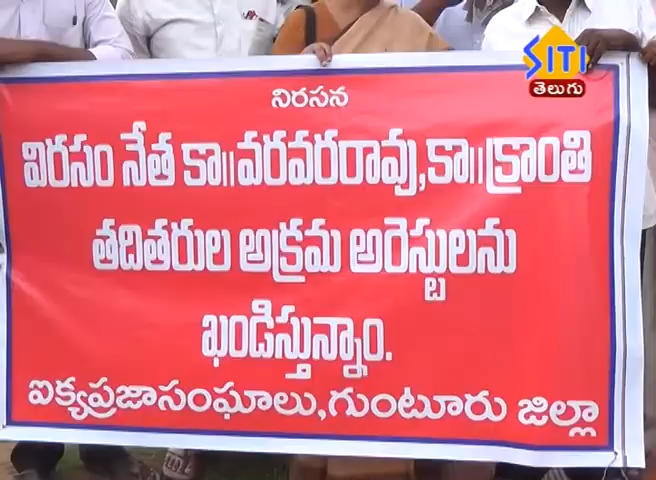 SITI
తెలుగు
నిరసన
విరసం నేత కా॥వరవరరావు,కా॥క్రాంతి
తదితరుల అక్రమ అరెస్టులను
ఖండిస్తున్నాం.
ఐక్యప్రజాసంఘాలు,గుంటూరు జిల్లా